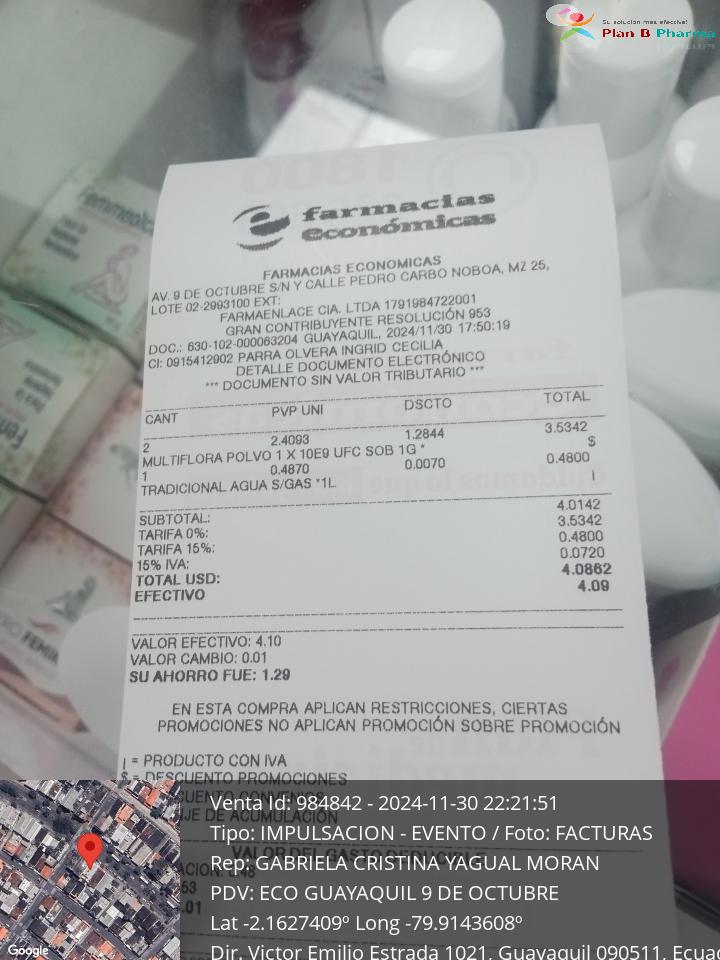 Su solución mas efectiva!
Plan B Pharma
farmacias
económicas
FARMACIAS ECONOMICAS
AV. 9 DE OCTUBRE S/N Y CALLE PEDRO CARBO NOBOA, MZ 25,
LOTE 02-2993100 EXT:
FARMAENLACE CIA. LTDA 1791984722001
GRAN CONTRIBUYENTE RESOLUCIÓN 953
DOC.: 630-102-000063204 GUAYAQUIL, 2024/11/30 17:50:19
CI: 0915412902 PARRA OLVERA INGRID CECILIA
DETALLE DOCUMENTO ELECTRÓNICO
*** DOCUMENTO SIN VALOR TRIBUTARIO ***
CANT PVP UNI DSCTO TOTAL
2 2.4093 1.2844 3.5342
MULTIFLORA POLVO 1 X 10E9 UFC SOB 1G * $
1 0.4870 0.0070 0.4800
TRADICIONAL AGUA S/GAS *1L I
SUBTOTAL: 4.0142
TARIFA 0%: 3.5342
TARIFA 15%: 0.4800
15% IVA: 0.0720
TOTAL USD: 4.0862
EFECTIVO 4.09
VALOR EFECTIVO: 4.10
VALOR CAMBIO: 0.01
SU AHORRO FUE: 1.29
EN ESTA COMPRA APLICAN RESTRICCIONES, CIERTAS
PROMOCIONES NO APLICAN PROMOCIÓN SOBRE PROMOCIÓN
I = PRODUCTO CON IVA
$ = DESCUENTO PROMOCIONES
Venta Id: 984842 - 2024-11-30 22:21:51
Tipo: IMPULSACION - EVENTO / Foto: FACTURAS
Rep: GABRIELA CRISTINA YAGUAL MORAN
PDV: ECO GUAYAQUIL 9 DE OCTUBRE
Lat -2.1627409º Long -79.9143608º
Dir. Victor Emilio Estrada 1021, Guayaquil 090511, Ecua
Google